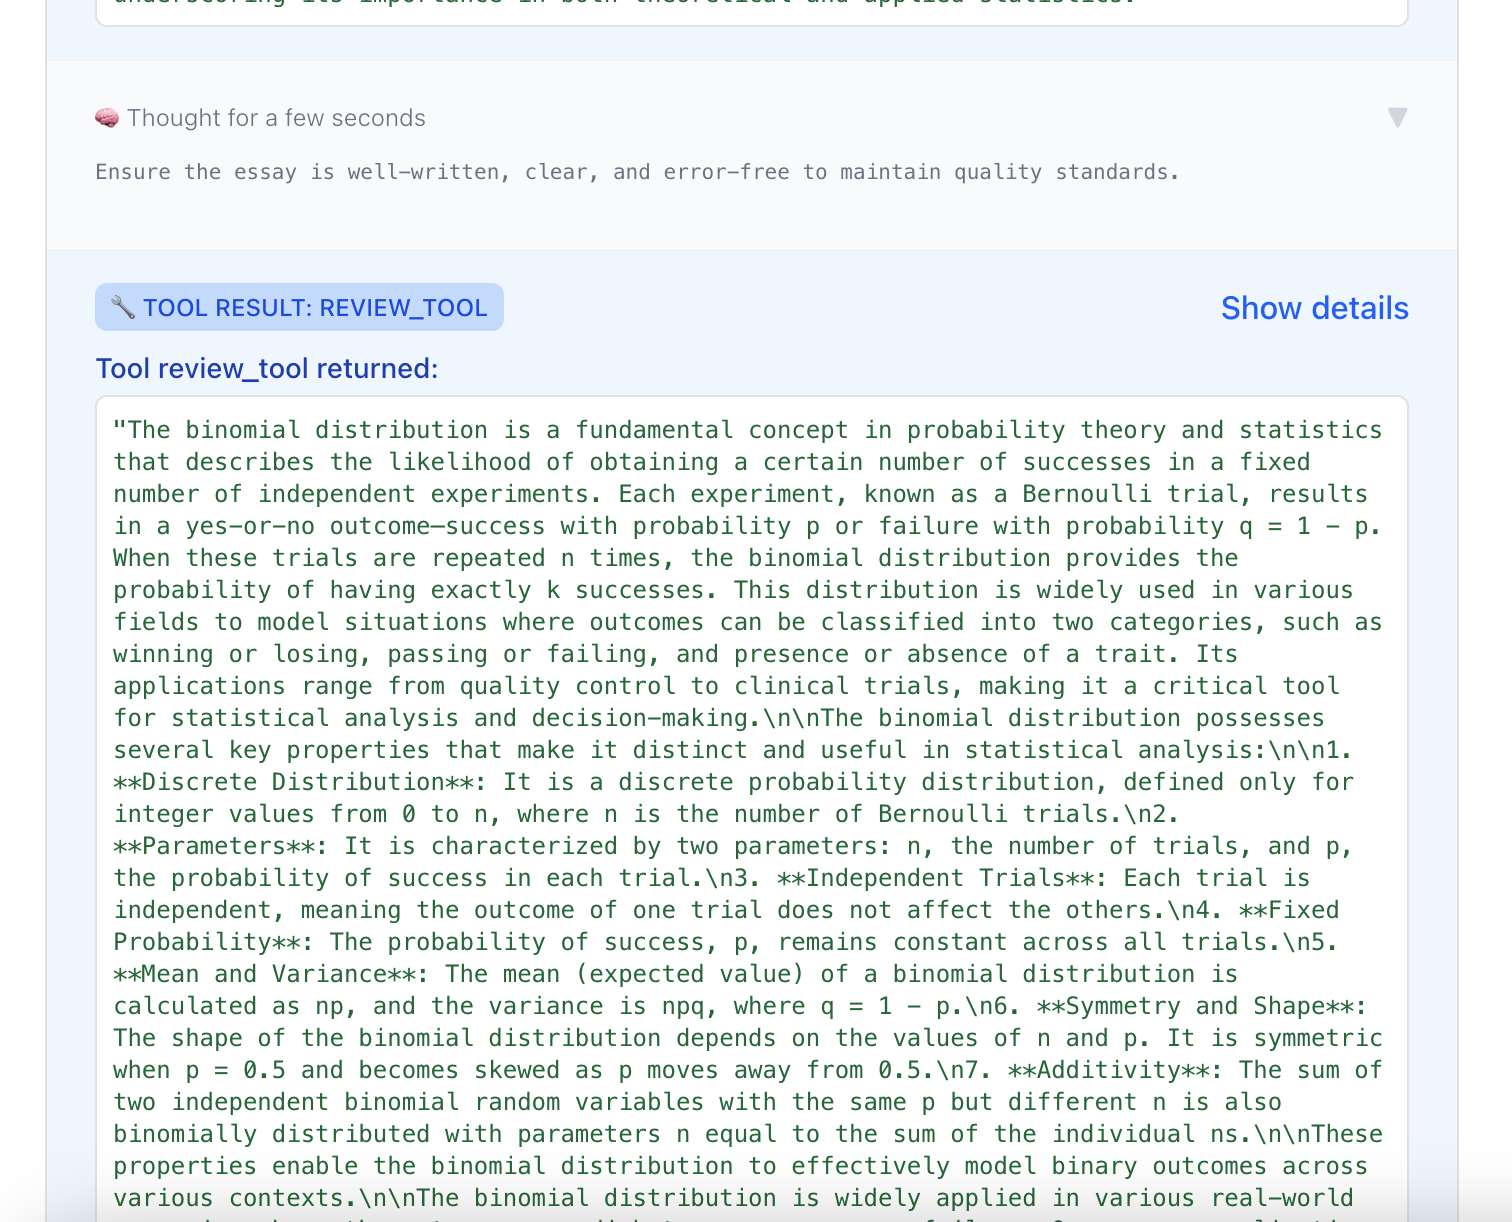 underscoring its importance in both theoretical and applied statistics.
Thought for a few seconds
Ensure the essay is well-written, clear, and error-free to maintain quality standards.
TOOL RESULT: REVIEW_TOOL
Show details
Tool review_tool returned:
"The binomial distribution is a fundamental concept in probability theory and statistics
that describes the likelihood of obtaining a certain number of successes in a fixed
number of independent experiments. Each experiment, known as a Bernoulli trial, results
in a yes-or-no outcome—success with probability p or failure with probability q = 1 - p.
When these trials are repeated n times, the binomial distribution provides the
probability of having exactly k successes. This distribution is widely used in various
fields to model situations where outcomes can be classified into two categories, such as
winning or losing, passing or failing, and presence or absence of a trait. Its
applications range from quality control to clinical trials, making it a critical tool
for statistical analysis and decision-making.\n\nThe binomial distribution possesses
several key properties that make it distinct and useful in statistical analysis:\n\n1.
**Discrete Distribution**: It is a discrete probability distribution, defined only for
integer values from 0 to n, where n is the number of Bernoulli trials.\n2.
**Parameters**: It is characterized by two parameters: n, the number of trials, and p,
the probability of success in each trial.\n3. **Independent Trials**: Each trial is
independent, meaning the outcome of one trial does not affect the others.\n4. **Fixed
Probability**: The probability of success, p, remains constant across all trials.\n5.
**Mean and Variance**: The mean (expected value) of a binomial distribution is
calculated as np, and the variance is npq, where q = 1 - p.\n6. **Symmetry and Shape**:
The shape of the binomial distribution depends on the values of n and p. It is symmetric
when p = 0.5 and becomes skewed as p moves away from 0.5.\n7. **Additivity**: The sum of
two independent binomial random variables with the same p but different n is also
binomially distributed with parameters n equal to the sum of the individual ns.\n\nThese
properties enable the binomial distribution to effectively model binary outcomes across
various contexts.\n\nThe binomial distribution is widely applied in various real-world